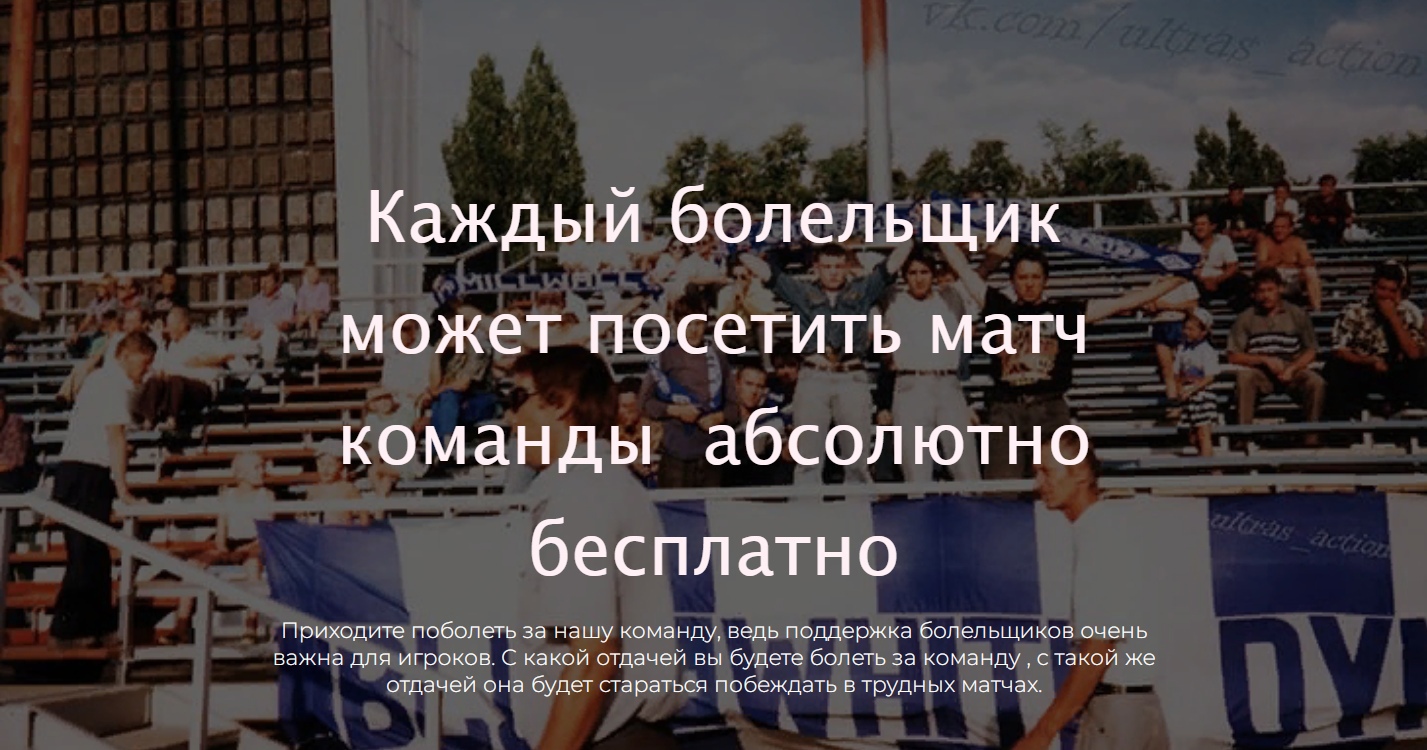 vk.com/ultras_action
Каждый болельщик
MILLWALL
может посетить матч
команды абсолютно
бесплатно
ultras_action
Приходите поболеть за нашу команду, ведь поддержка болельщиков очень
важна для игроков. С какой отдачей вы будете болеть за команду , с такой же
отдачей она будет стараться побеждать в трудных матчах.
WHIT
DY